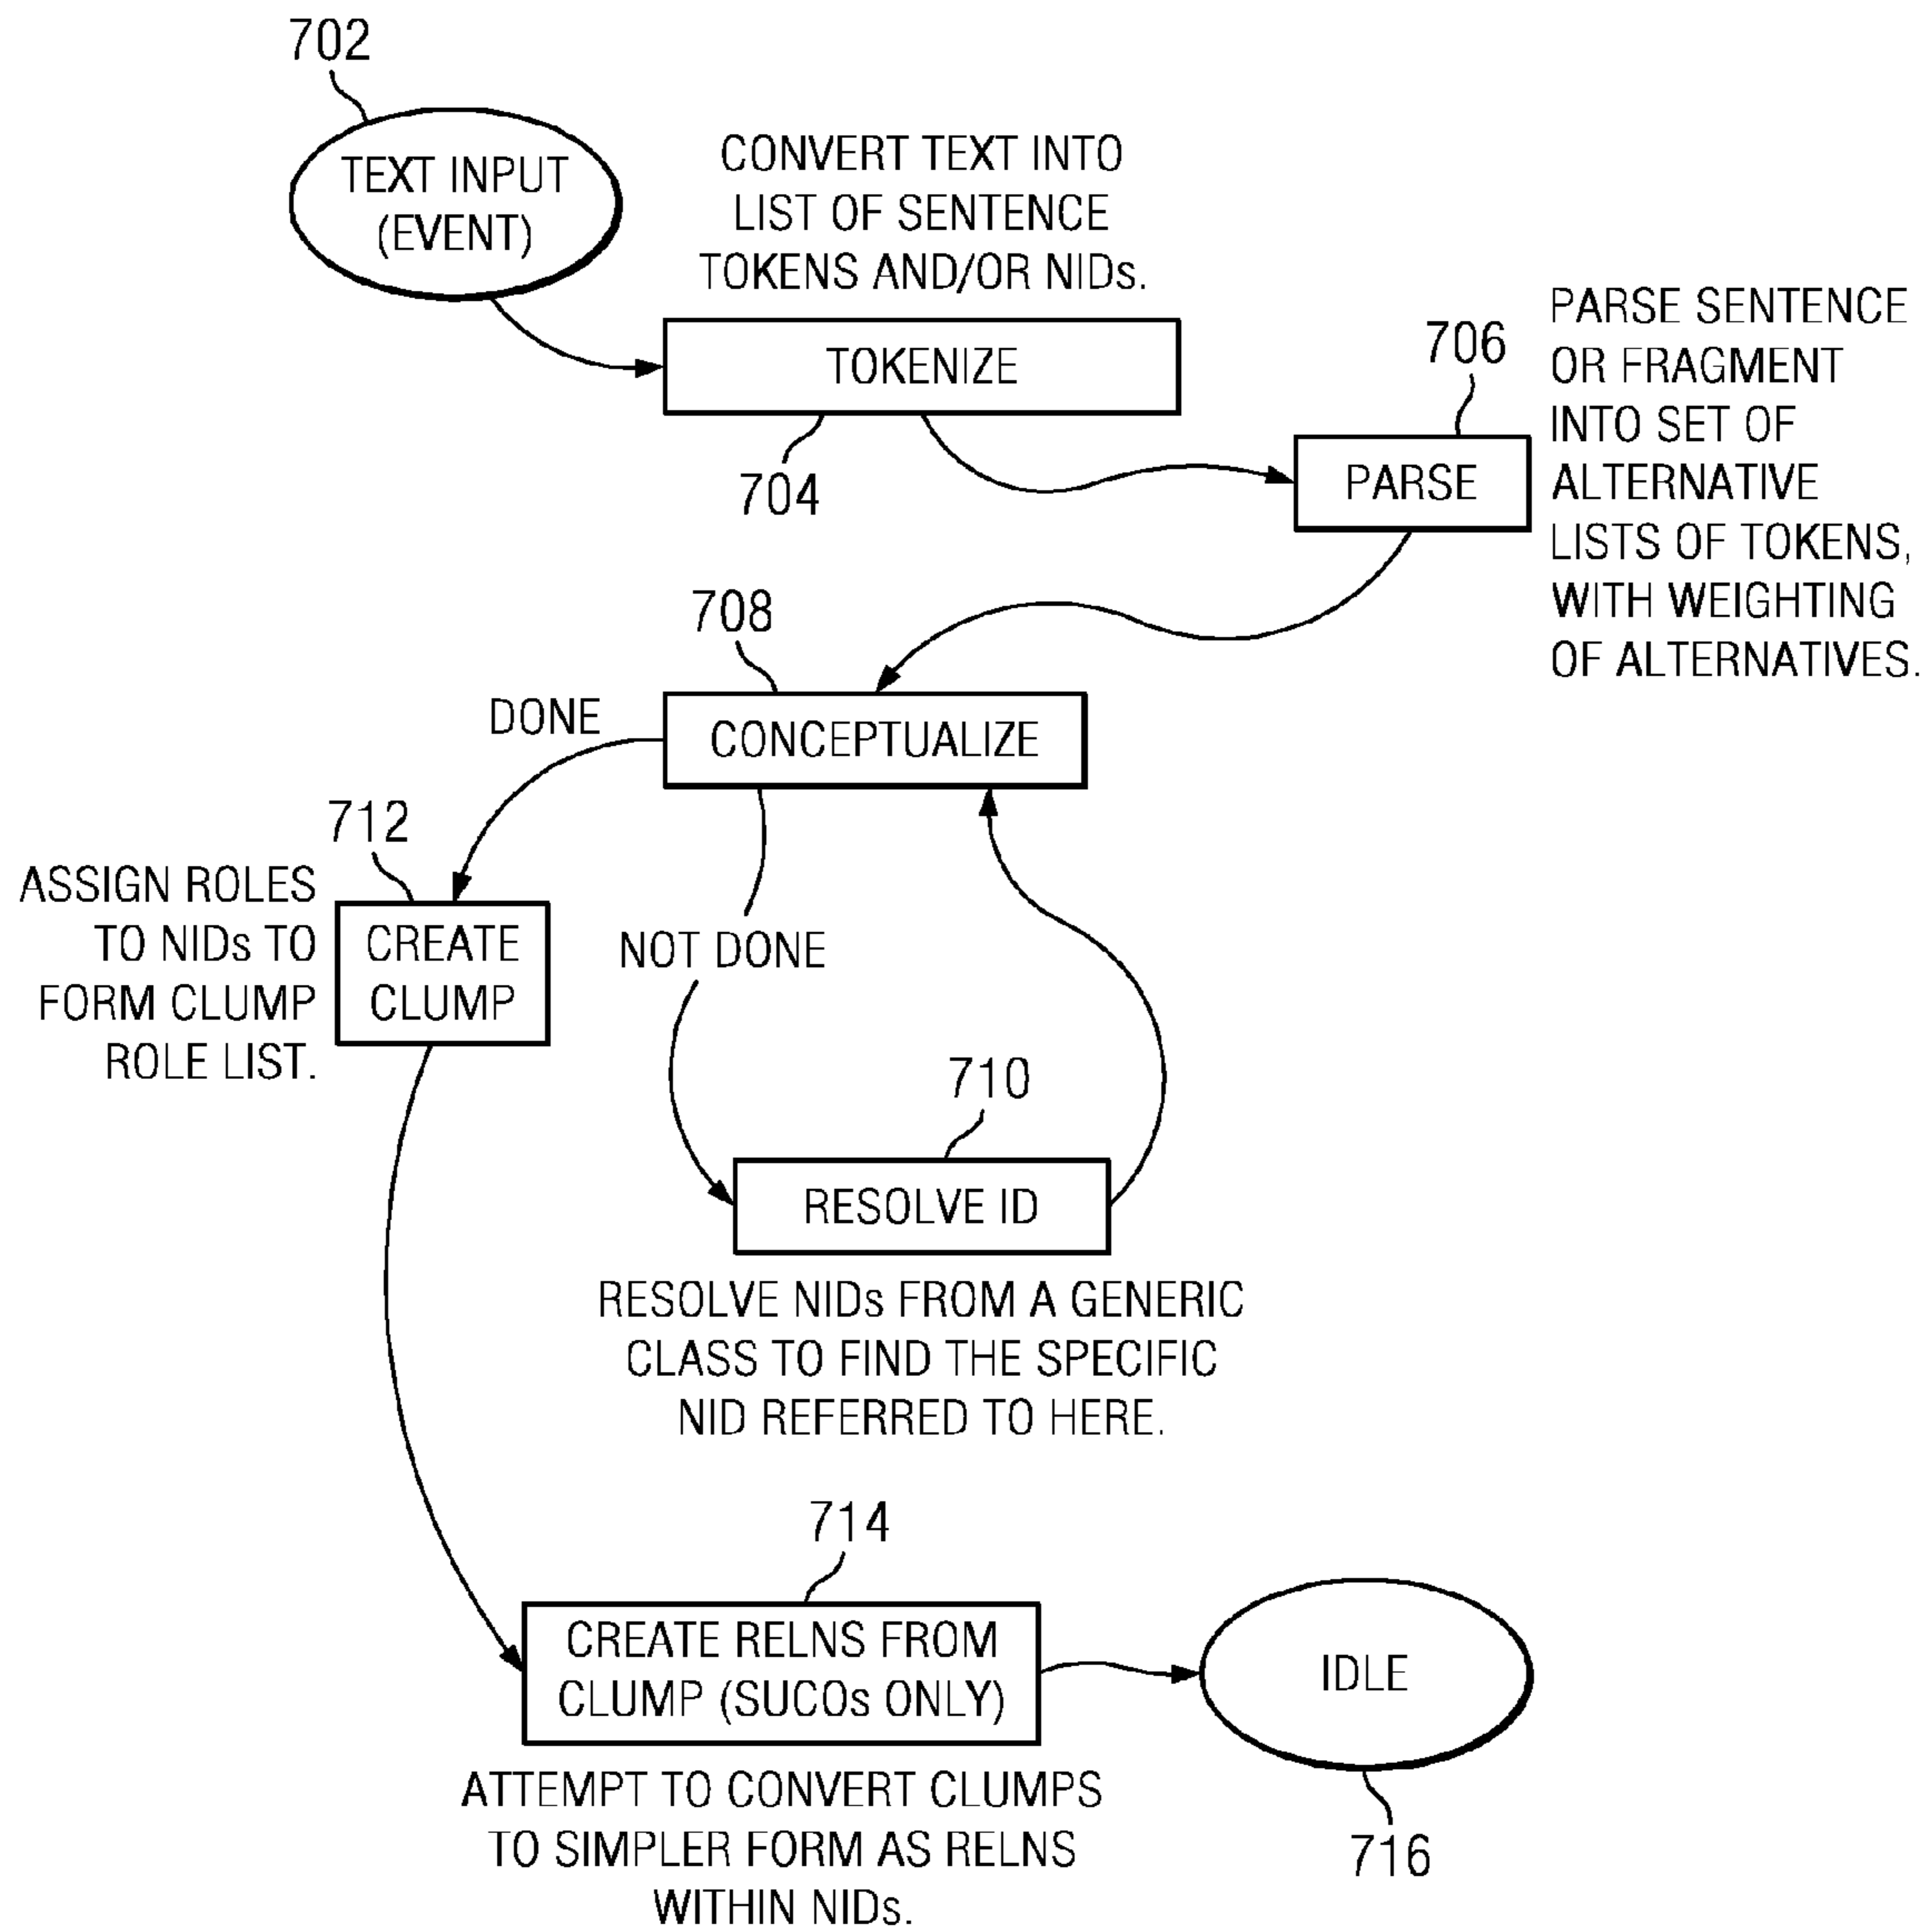 702
TEXT INPUT
(EVENT)
CONVERT TEXT INTO
LIST OF SENTENCE
TOKENS AND/OR NIDs.
TOKENIZE
704
706
PARSE
PARSE SENTENCE
OR FRAGMENT
INTO SET OF
ALTERNATIVE
LISTS OF TOKENS,
WITH WEIGHTING
OF ALTERNATIVES.
708
CONCEPTUALIZE
DONE
712
ASSIGN ROLES
TO NIDs TO
FORM CLUMP
ROLE LIST.
CREATE
CLUMP
NOT DONE
710
RESOLVE ID
RESOLVE NIDs FROM A GENERIC
CLASS TO FIND THE SPECIFIC
NID REFERRED TO HERE.
714
CREATE RELNS FROM
CLUMP (SUCOs ONLY)
ATTEMPT TO CONVERT CLUMPS
TO SIMPLER FORM AS RELNS
WITHIN NIDs.
IDLE
716